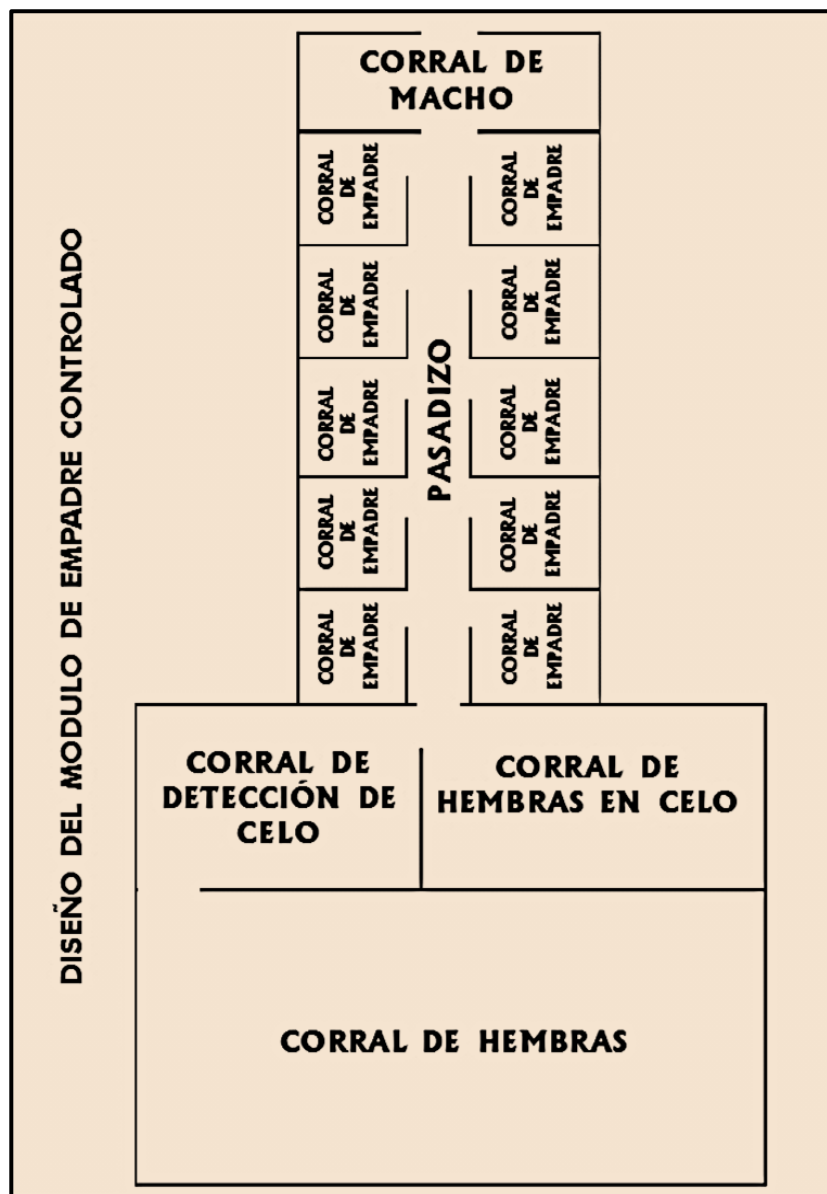 DISEÑO DEL MODULO DE EMPADRE CONTROLADO
CORRAL DE
MACHO
CORRAL
DE
EMPADRE
CORRAL
DE
EMPADRE
CORRAL
DE
EMPADRE
CORRAL
DE
EMPADRE
CORRAL
DE
EMPADRE
CORRAL
DE
EMPADRE
CORRAL
DE
EMPADRE
CORRAL
DE
EMPADRE
CORRAL
DE
EMPADRE
CORRAL
DE
EMPADRE
PASADIZO
CORRAL DE
DETECCIÓN DE
CELO
CORRAL DE
HEMBRAS EN CELO
CORRAL DE HEMBRAS